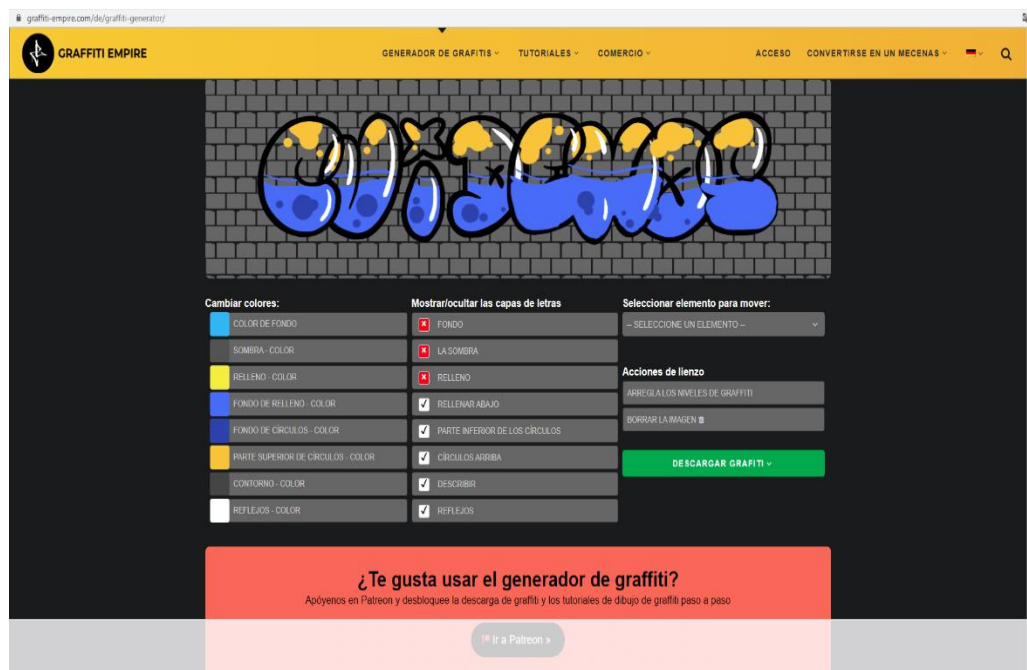 graffiti-empire.com/de/graffiti-generator/
GRAFFITI EMPIRE
GENERADOR DE GRAFITIS
TUTORIALES
COMERCIO
ACCESO
CONVERTIRSE EN UN MECENAS
Cambiar colores:
COLOR DE FONDO
SOMBRA - COLOR
RELLENO - COLOR
FONDO DE RELLENO - COLOR
FONDO DE CÍRCULOS - COLOR
PARTE SUPERIOR DE CÍRCULOS - COLOR
CONTORNO - COLOR
REFLEJOS - COLOR
Mostrar/ocultar las capas de letras
FONDO
LA SOMBRA
RELLENO
RELLENAR ABAJO
PARTE INFERIOR DE LOS CÍRCULOS
CÍRCULOS ARRIBA
DESCRIBIR
REFLEJOS
Seleccionar elemento para mover:
-- SELECCIONE UN ELEMENTO --
Acciones de lienzo
ARREGLA LOS NIVELES DE GRAFFITI
BORRAR LA IMAGEN
DESCARGAR GRAFITI
¿Te gusta usar el generador de graffiti?
Apóyenos en Patreon y desbloquee la descarga de graffiti y los tutoriales de dibujo de graffiti paso a paso
Ir a Patreon »